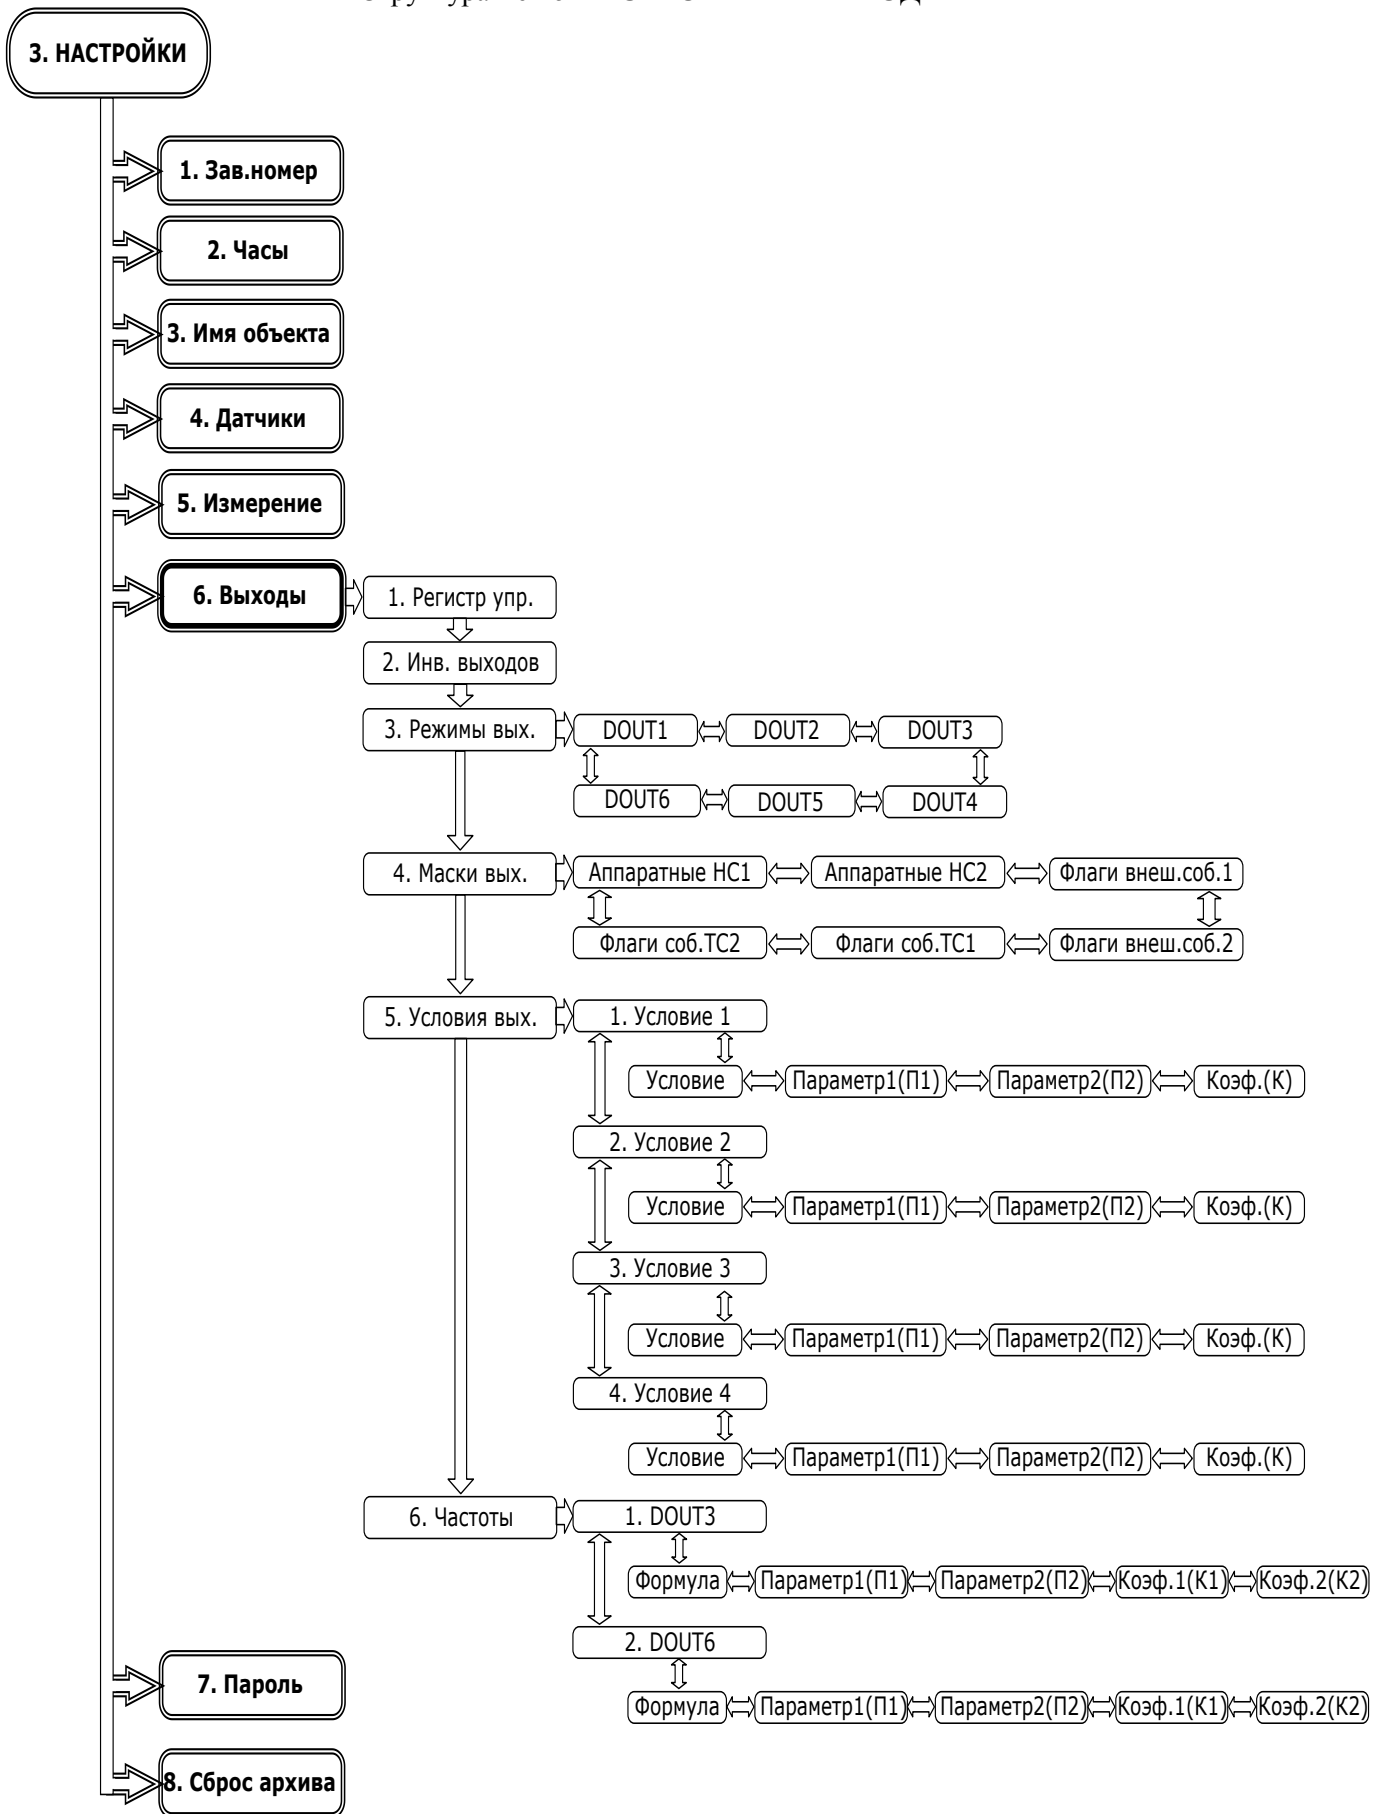 3. НАСТРОЙКИ
1. Зав.номер
2. Часы
3. Имя объекта
4. Датчики
5. Измерение
6. Выходы
1. Регистр упр.
2. Инв. выходов
3. Режимы вых.
DOUT1
DOUT2
DOUT3
DOUT6
DOUT5
DOUT4
4. Маски вых.
Аппаратные НС1
Аппаратные НС2
Флаги внеш.соб.1
Флаги соб.ТС2
Флаги соб.ТС1
Флаги внеш.соб.2
5. Условия вых.
1. Условие 1
Условие
Параметр1(П1)
Параметр2(П2)
Коэф.(К)
2. Условие 2
Условие
Параметр1(П1)
Параметр2(П2)
Коэф.(К)
3. Условие 3
Условие
Параметр1(П1)
Параметр2(П2)
Коэф.(К)
4. Условие 4
Условие
Параметр1(П1)
Параметр2(П2)
Коэф.(К)
6. Частоты
1. DOUT3
Формула
Параметр1(П1)
Параметр2(П2)
Коэф.1(К1)
Коэф.2(К2)
2. DOUT6
Формула
Параметр1(П1)
Параметр2(П2)
Коэф.1(К1)
Коэф.2(К2)
7. Пароль
8. Сброс архива